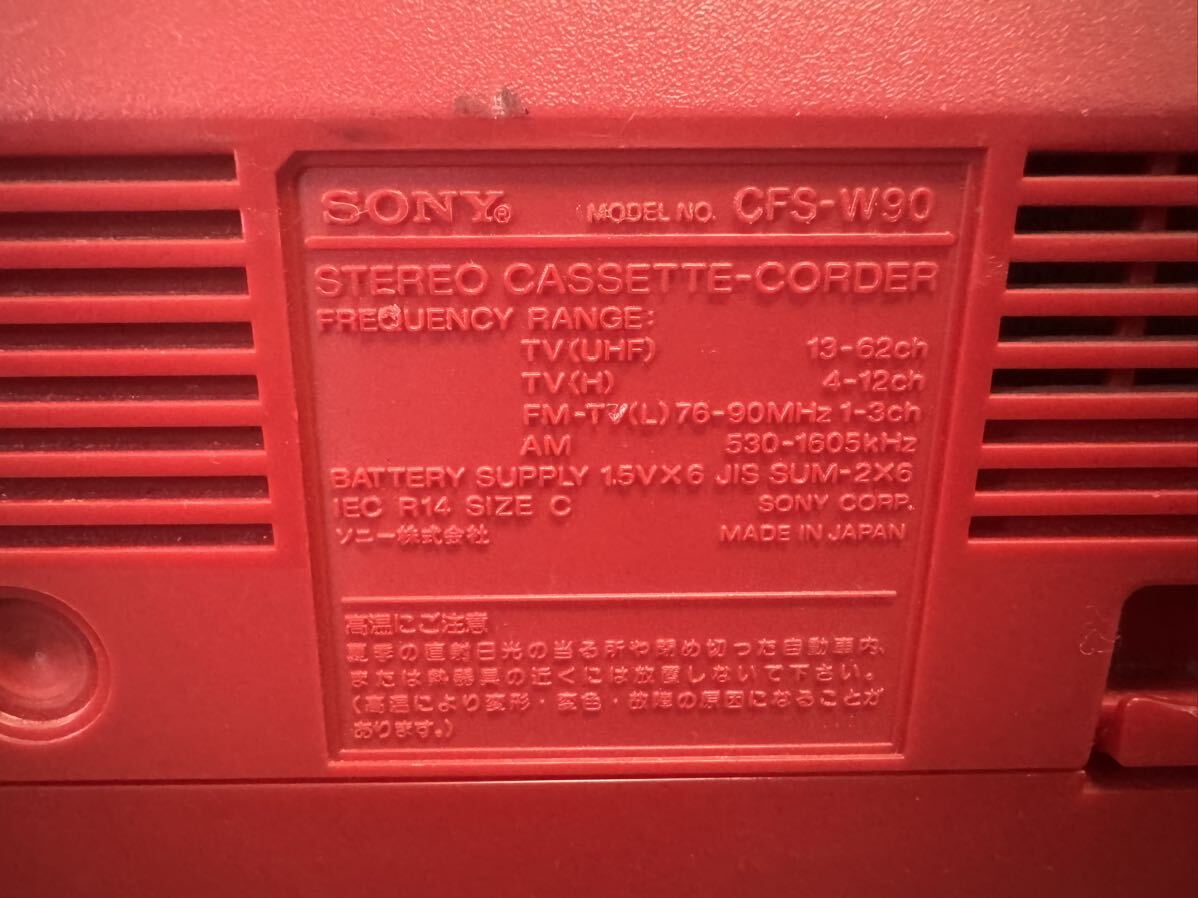 SONY® MODEL NO. CFS-W90
STEREO CASSETTE-CORDER
FREQUENCY RANGE:
TV(UHF) 13-62ch
TV(H) 4-12ch
FM-TV(L) 76-90MHz 1-3ch
AM 530-1605kHz
BATTERY SUPPLY 1.5V×6 JIS SUM-2×6
IEC R14 SIZE C SONY CORP.
ソニー株式会社 MADE IN JAPAN
高温にご注意
夏季の直射日光の当る所や閉め切った自動車内、
または熱器具の近くには放置しないで下さい。
(高温により変形・変色・故障の原因になることが
あります。)